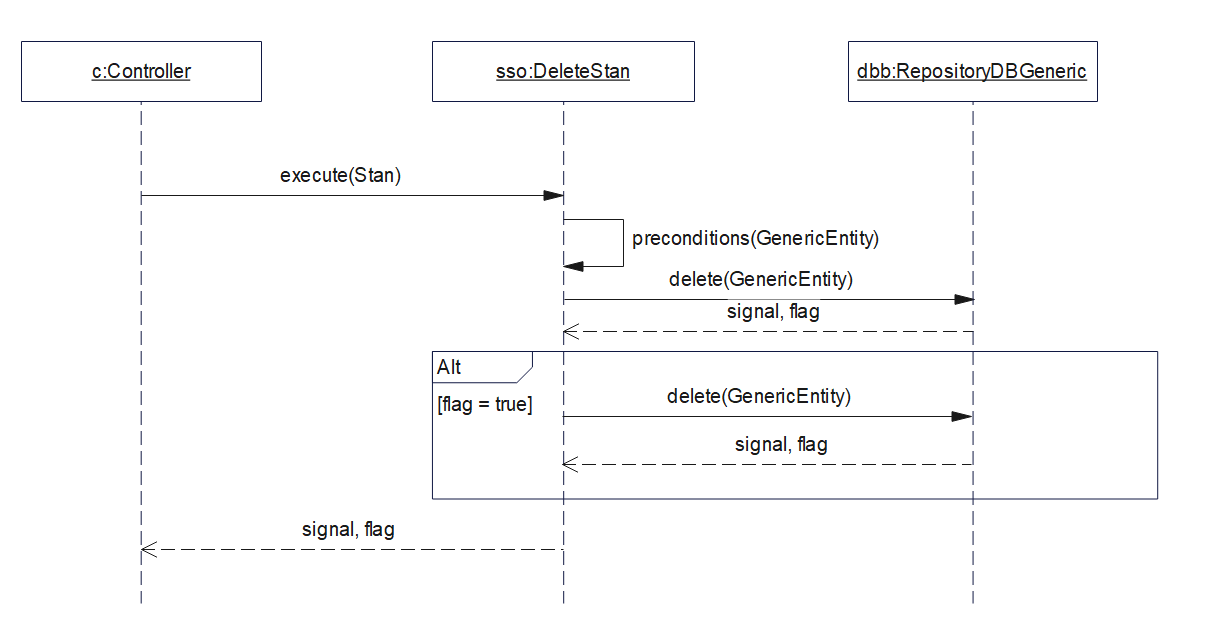 c:Controller
sso:DeleteStan
dbb:RepositoryDBGeneric
execute(Stan)
preconditions(GenericEntity)
delete(GenericEntity)
signal, flag
Alt
[flag = true]
delete(GenericEntity)
signal, flag
signal, flag